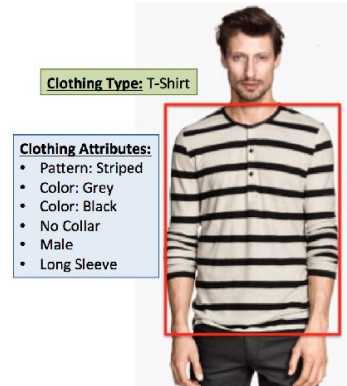 Clothing Type: T-Shirt
Clothing Attributes:
• Pattern: Striped
• Color: Grey
• Color: Black
• No Collar
• Male
• Long Sleeve